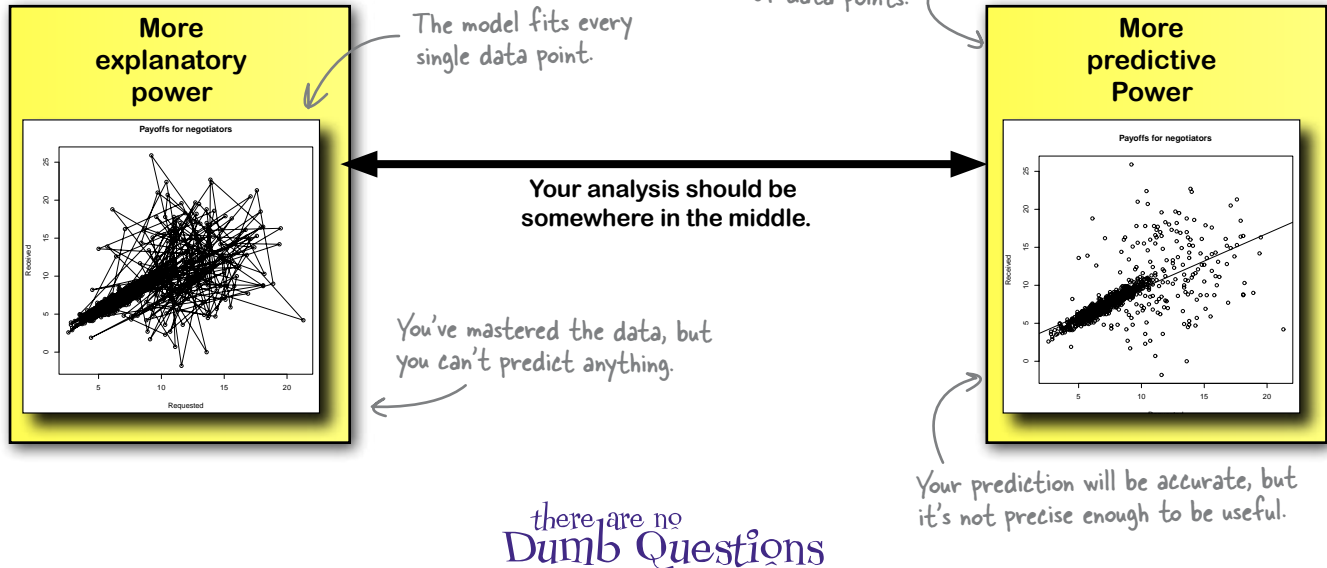 More
explanatory
power
The model fits every
single data point.
data points.
More
predictive
Power
Payoffs for negotiators
25
20
15
10
5
0
Received
5 10 15 20
Requested
Your analysis should be
somewhere in the middle.
Payoffs for negotiators
25
20
15
10
5
0
Received
5 10 15 20
You've mastered the data, but
you can't predict anything.
Your prediction will be accurate, but
it's not precise enough to be useful.
there are no
Dumb Questions